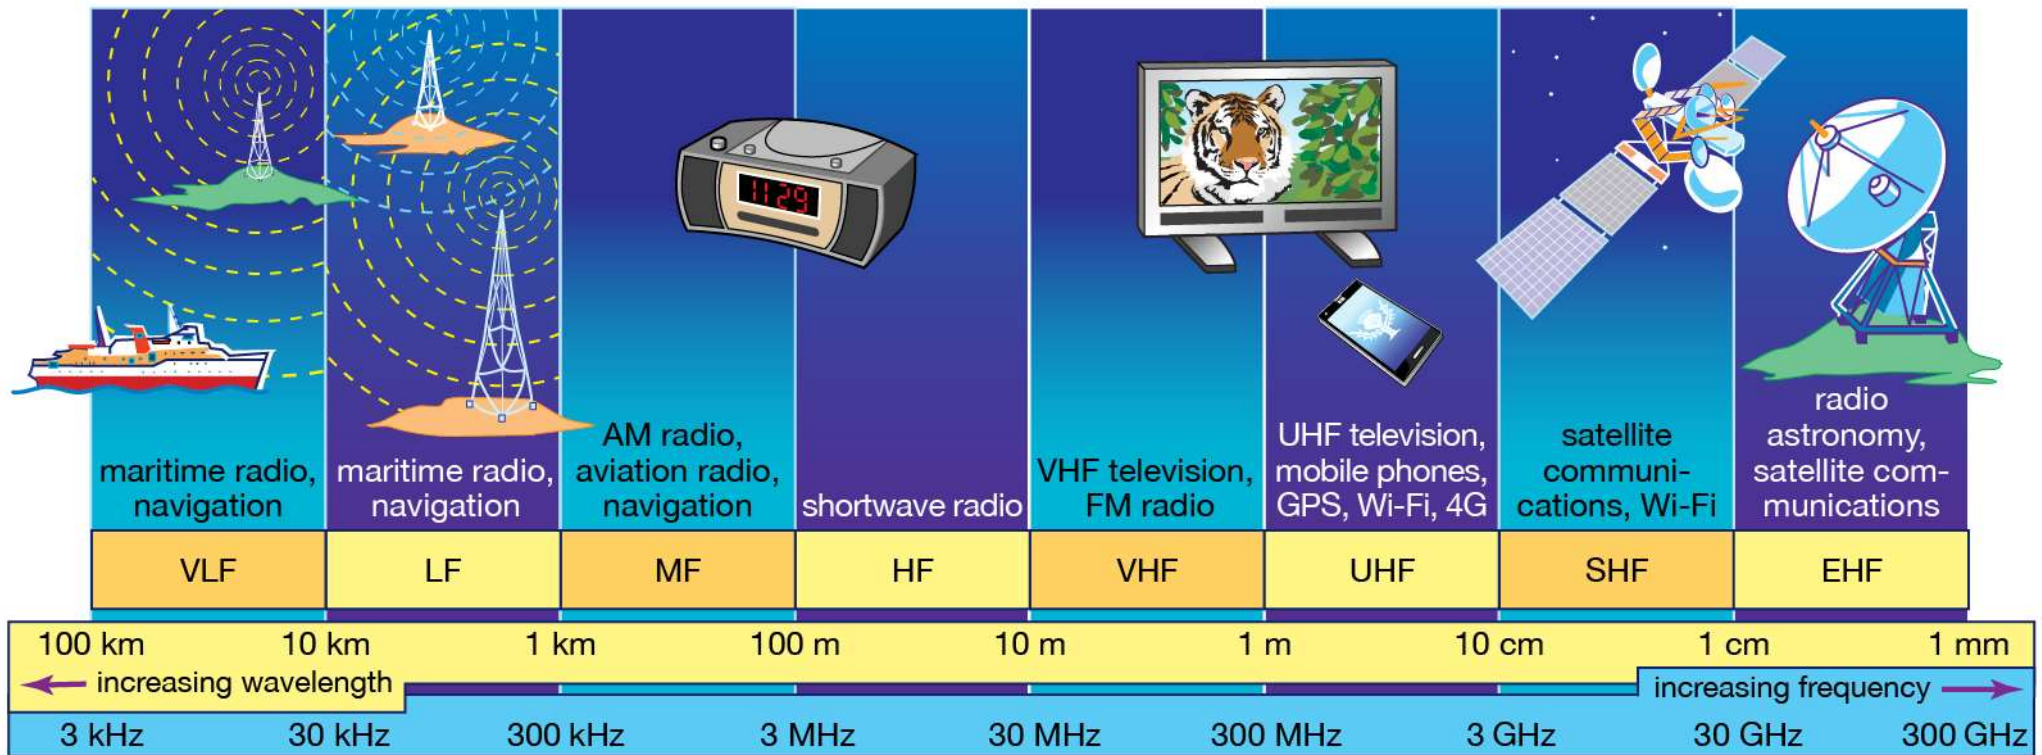 11:29
maritime radio,
navigation
maritime radio,
navigation
AM radio,
aviation radio,
navigation
shortwave radio
VHF television,
FM radio
UHF television,
mobile phones,
GPS, Wi-Fi, 4G
satellite
communi-
cations, Wi-Fi
radio
astronomy,
satellite com-
munications
VLF LF MF HF VHF UHF SHF EHF
100 km 10 km 1 km 100 m 10 m 1 m 10 cm 1 cm 1 mm
increasing wavelength
increasing frequency
3 kHz 30 kHz 300 kHz 3 MHz 30 MHz 300 MHz 3 GHz 30 GHz 300 GHz